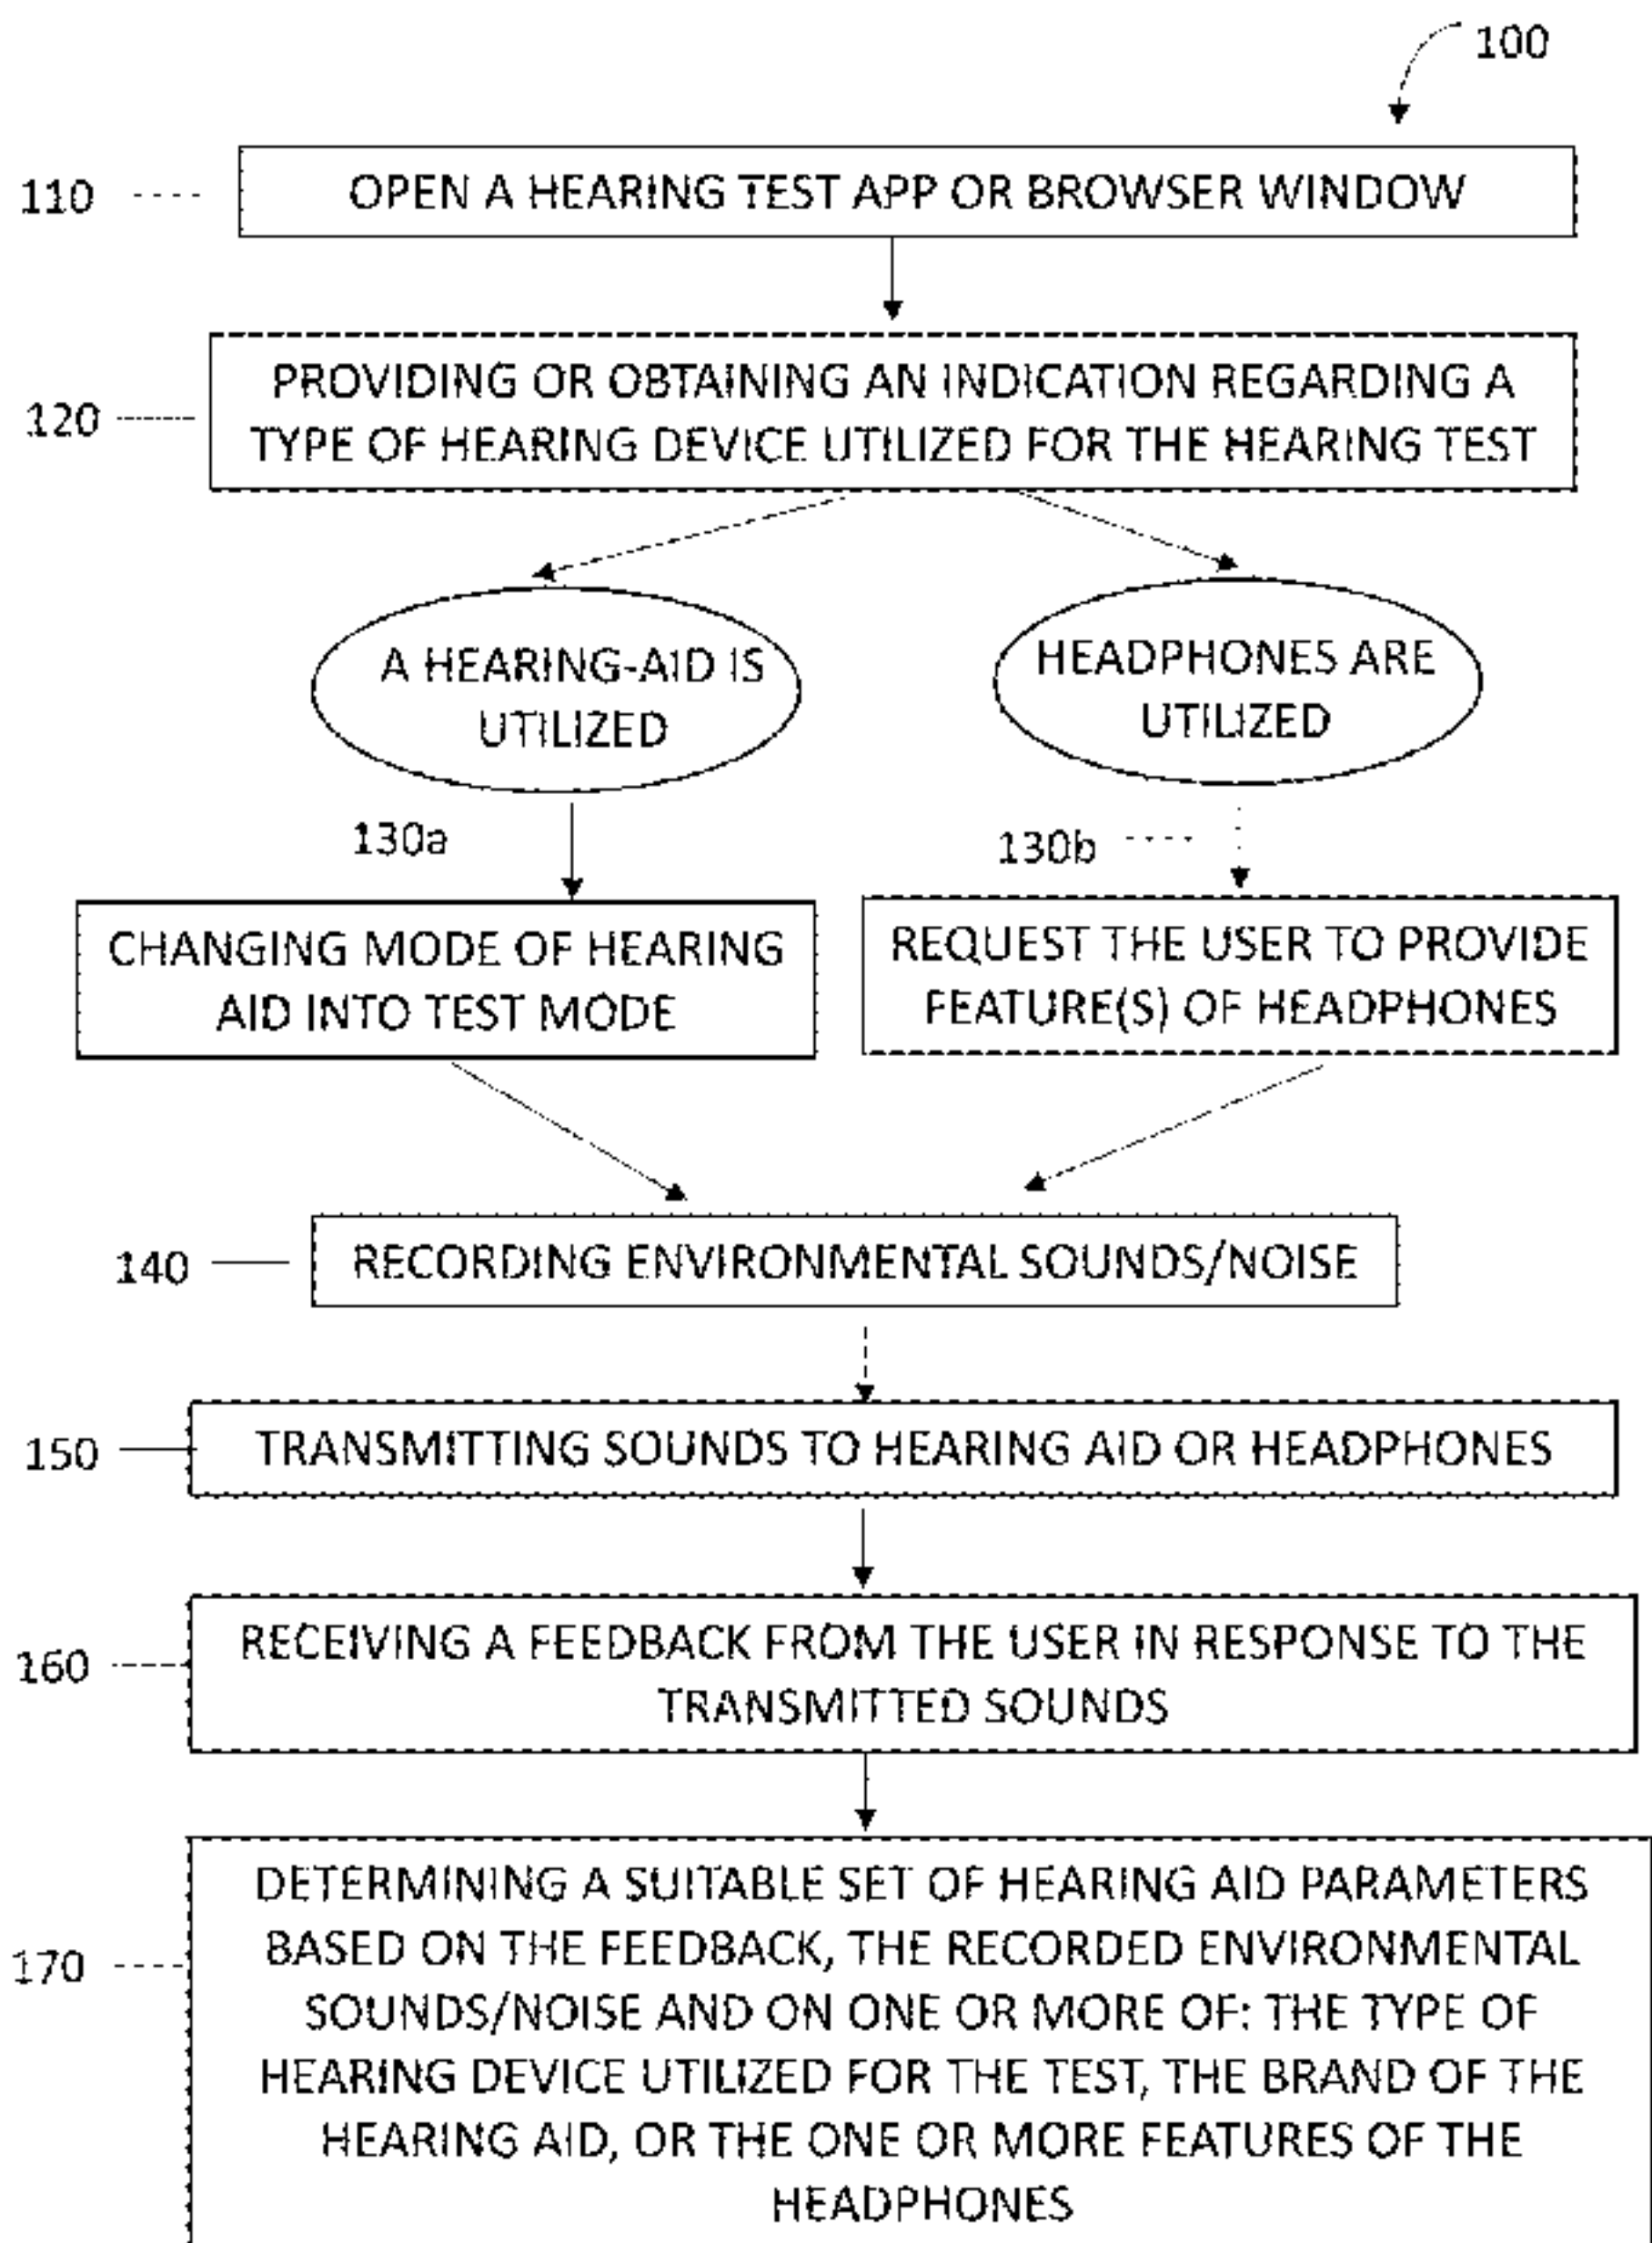 100
110
OPEN A HEARING TEST APP OR BROWSER WINDOW
120
PROVIDING OR OBTAINING AN INDICATION REGARDING A
TYPE OF HEARING DEVICE UTILIZED FOR THE HEARING TEST
A HEARING-AID IS
UTILIZED
HEADPHONES ARE
UTILIZED
130a
130b
CHANGING MODE OF HEARING
AID INTO TEST MODE
REQUEST THE USER TO PROVIDE
FEATURE(S) OF HEADPHONES
140
RECORDING ENVIRONMENTAL SOUNDS/NOISE
150
TRANSMITTING SOUNDS TO HEARING AID OR HEADPHONES
160
RECEIVING A FEEDBACK FROM THE USER IN RESPONSE TO THE
TRANSMITTED SOUNDS
170
DETERMINING A SUITABLE SET OF HEARING AID PARAMETERS
BASED ON THE FEEDBACK, THE RECORDED ENVIRONMENTAL
SOUNDS/NOISE AND ON ONE OR MORE OF: THE TYPE OF
HEARING DEVICE UTILIZED FOR THE TEST, THE BRAND OF THE
HEARING AID, OR THE ONE OR MORE FEATURES OF THE
HEADPHONES